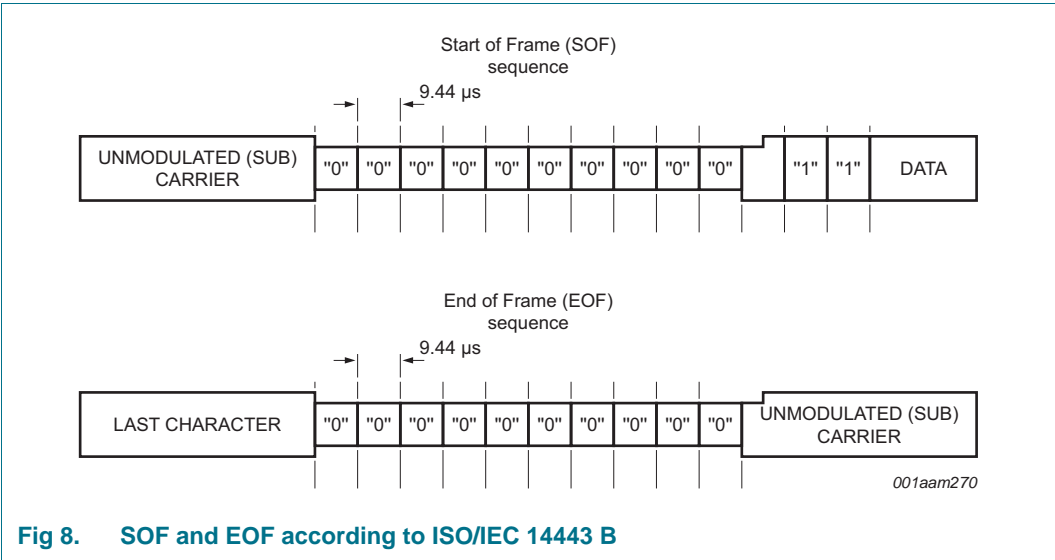 Start of Frame (SOF)
sequence
9.44 µs
UNMODULATED (SUB)
CARRIER
"0" "0" "0" "0" "0" "0" "0" "0" "0" "0" "1" "1" DATA
End of Frame (EOF)
sequence
9.44 µs
LAST CHARACTER "0" "0" "0" "0" "0" "0" "0" "0" "0" "0" UNMODULATED (SUB)
CARRIER
001aam270
Fig 8. SOF and EOF according to ISO/IEC 14443 B